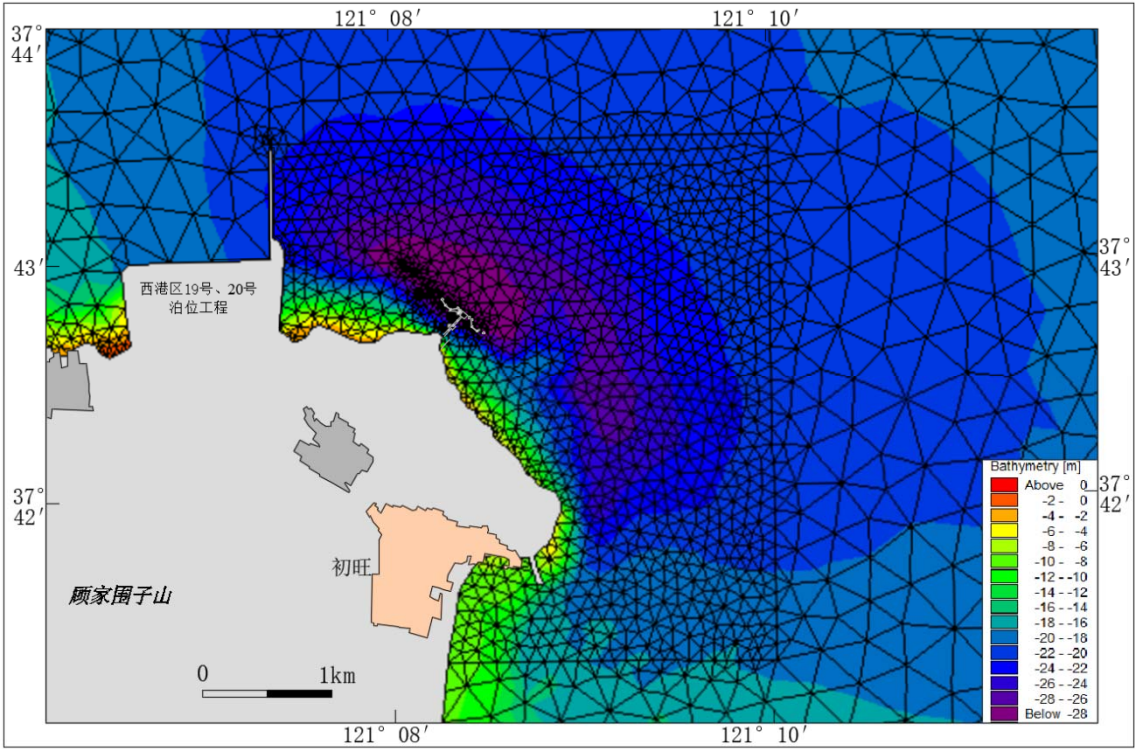 121° 08′
121° 10′
37°
44′
37°
43′
43′
西港区19号、20号
泊位工程
37°
42′
37°
42′
初旺
顾家围子山
0
1km
Bathymetry [m]
Above 0
-2 - 0
-4 - -2
-6 - -4
-8 - -6
-10 - -8
-12 - -10
-14 - -12
-16 - -14
-18 - -16
-20 - -18
-22 - -20
-24 - -22
-26 - -24
-28 - -26
Below -28
121° 08′
121° 10′